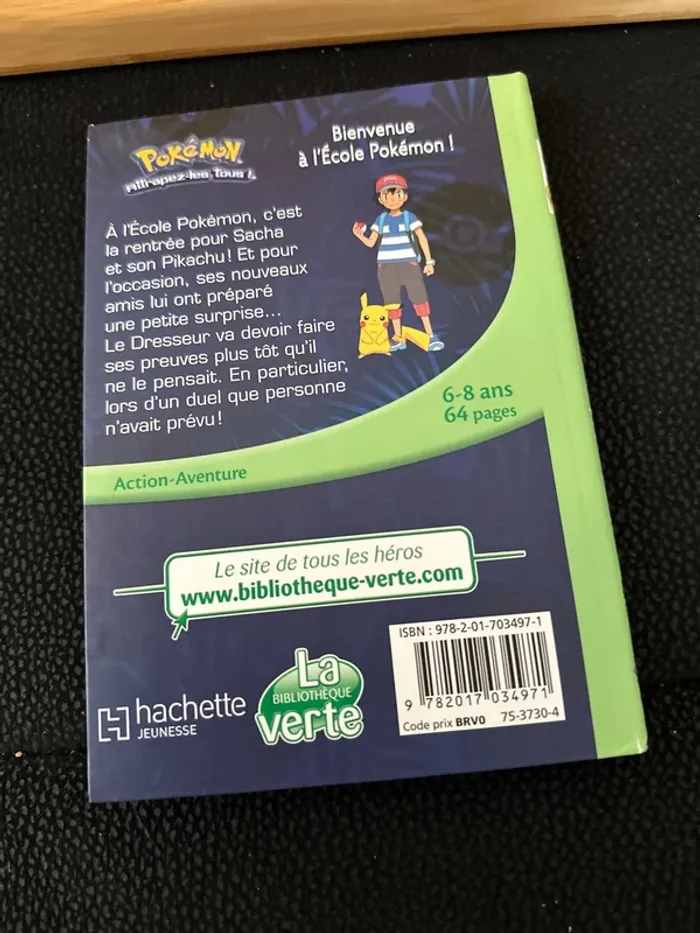 POKéMON
Attrapez-les Tous !
Bienvenue
à l'École Pokémon !
À l'École Pokémon, c'est
la rentrée pour Sacha
et son Pikachu ! Et pour
l'occasion, ses nouveaux
amis lui ont préparé
une petite surprise...
Le Dresseur va devoir faire
ses preuves plus tôt qu'il
ne le pensait. En particulier,
lors d'un duel que personne
n'avait prévu !
6-8 ans
64 pages
Action-Aventure
Le site de tous les héros
www.bibliotheque-verte.com
hachette
JEUNESSE
La
BIBLIOTHÈQUE
verte
ISBN : 978-2-01-703497-1
9 782017 034971
Code prix BRV0 75-3730-4